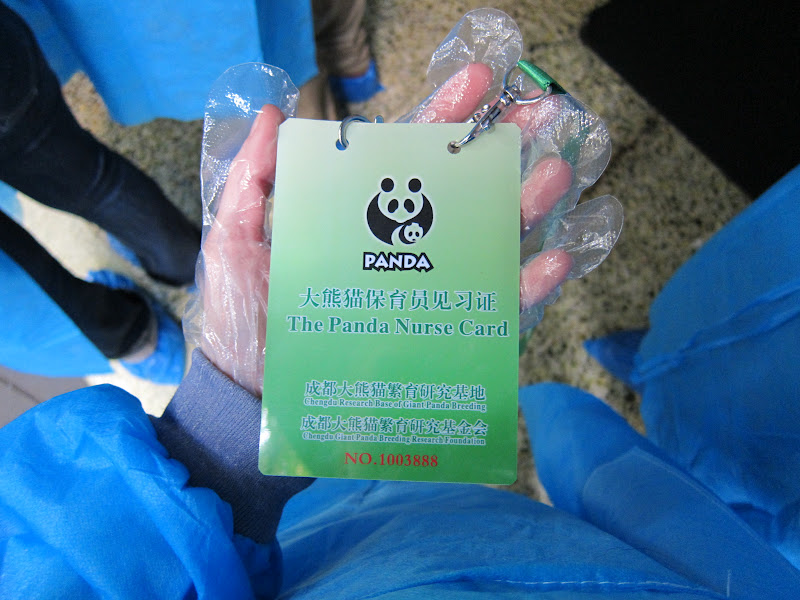 PANDA
大熊猫保育员见习证
The Panda Nurse Card
成都大熊猫繁育研究基地
Chengdu Research Base of Giant Panda Breeding
成都大熊猫繁育研究基金会
Chengdu Giant Panda Breeding Research Foundation
NO.1003888